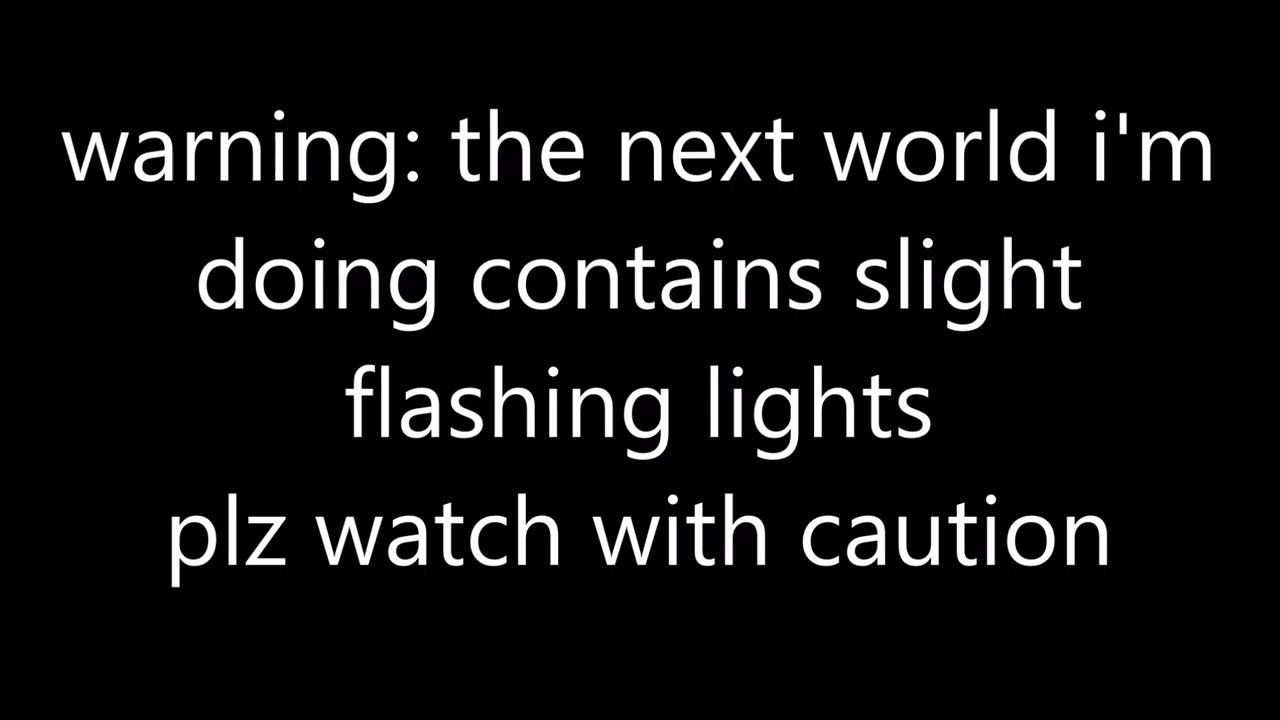 warning: the next world i'm
doing contains slight
flashing lights
plz watch with caution